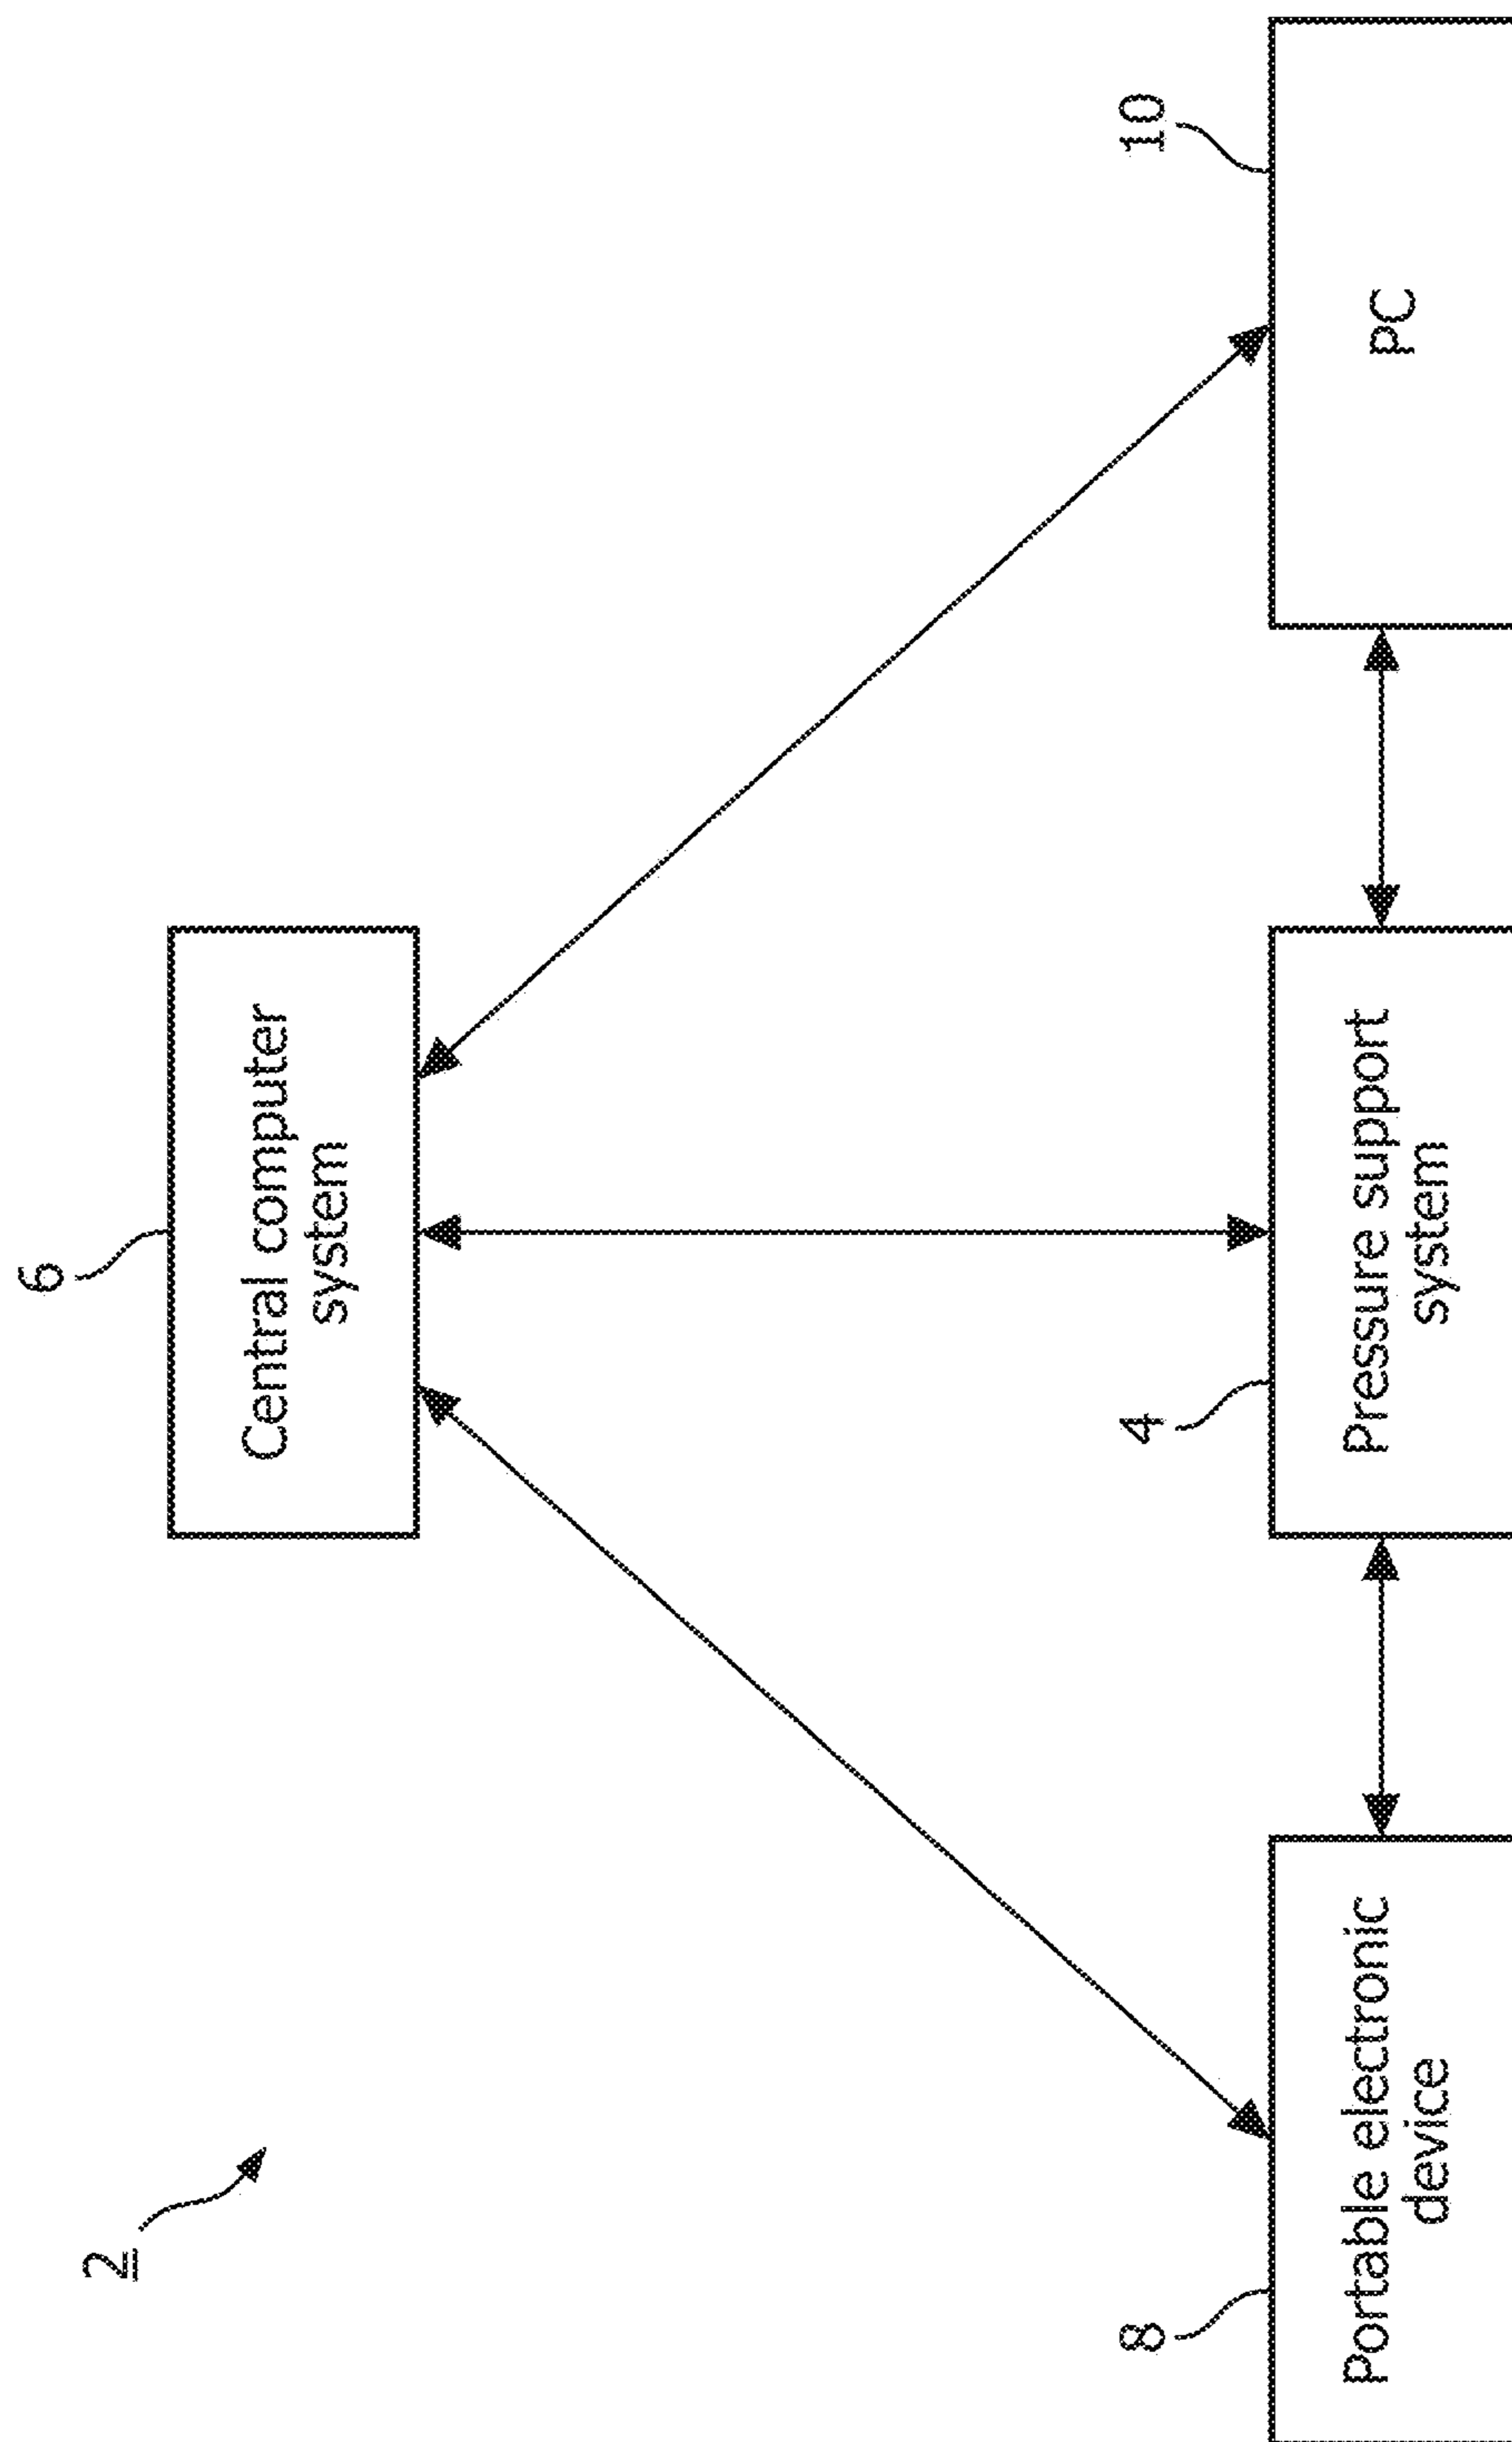 2
6
Central computer
system
8
Portable electronic
device
4
Pressure support
system
10
PC